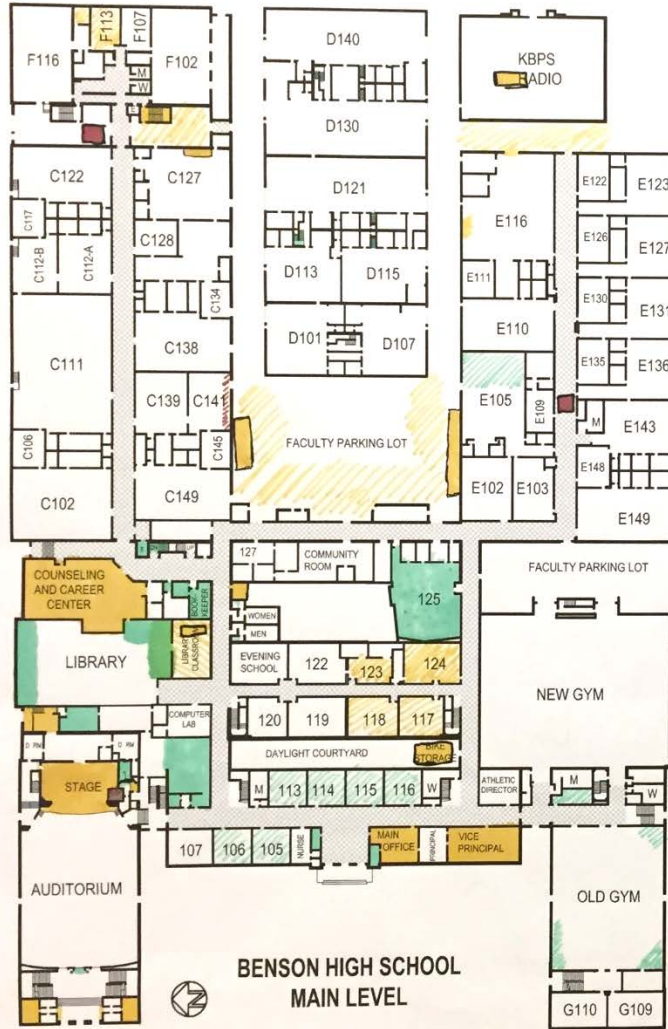 F116
F113
F107
F102
M
W
E
D140
D130
KBPS
RADIO
C122
C117
C112-B
C112-A
C127
C128
C134
C138
C111
C139
C141
C106
C145
C102
C149
D121
D113
D115
D101
D107
FACULTY PARKING LOT
E116
E111
E110
E105
E109
E102
E103
E122
E123
E126
E127
E130
E131
E135
E136
M
E143
E148
E149
COUNSELING
AND CAREER
CENTER
UP
BOOK-
KEEPER
LIBRARY
LIBRARY
CLASSROOM
COMPUTER
LAB
127
COMMUNITY
ROOM
125
WOMEN
MEN
EVENING
SCHOOL
122
123
124
120
119
118
117
DAYLIGHT COURTYARD
BIKE
STORAGE
M
113
114
115
116
W
107
106
105
NURSE
MAIN
OFFICE
PRINCIPAL
VICE
PRINCIPAL
D RM
D RM
STAGE
AUDITORIUM
FACULTY PARKING LOT
NEW GYM
ATHLETIC
DIRECTOR
M
W
OLD GYM
G110
G109
N
BENSON HIGH SCHOOL
MAIN LEVEL